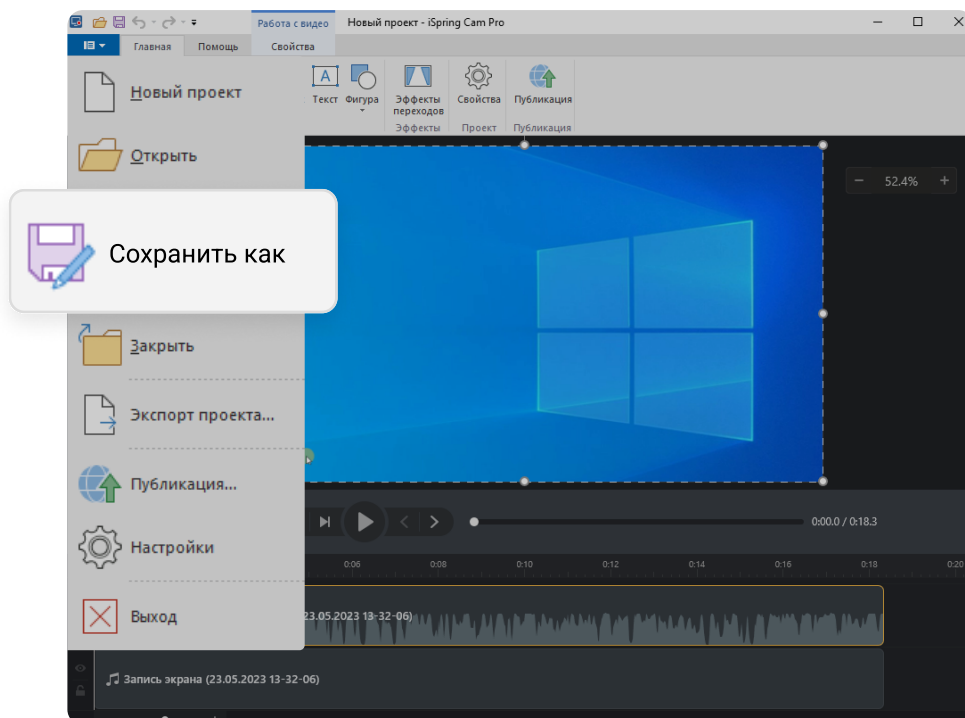 Работа с видео
Новый проект - iSpring Cam Pro
Главная
Помощь
Свойства
Новый проект
Открыть
Сохранить как
Закрыть
Экспорт проекта...
Публикация...
Настройки
Выход
Текст
Фигура
Эффекты
переходов
Свойства
Публикация
Эффекты
Проект
Публикация
52.4%
0:00.0 / 0:18.3
0:06
0:08
0:10
0:12
0:14
0:16
0:18
0:20
23.05.2023 13-32-06)
Запись экрана (23.05.2023 13-32-06)